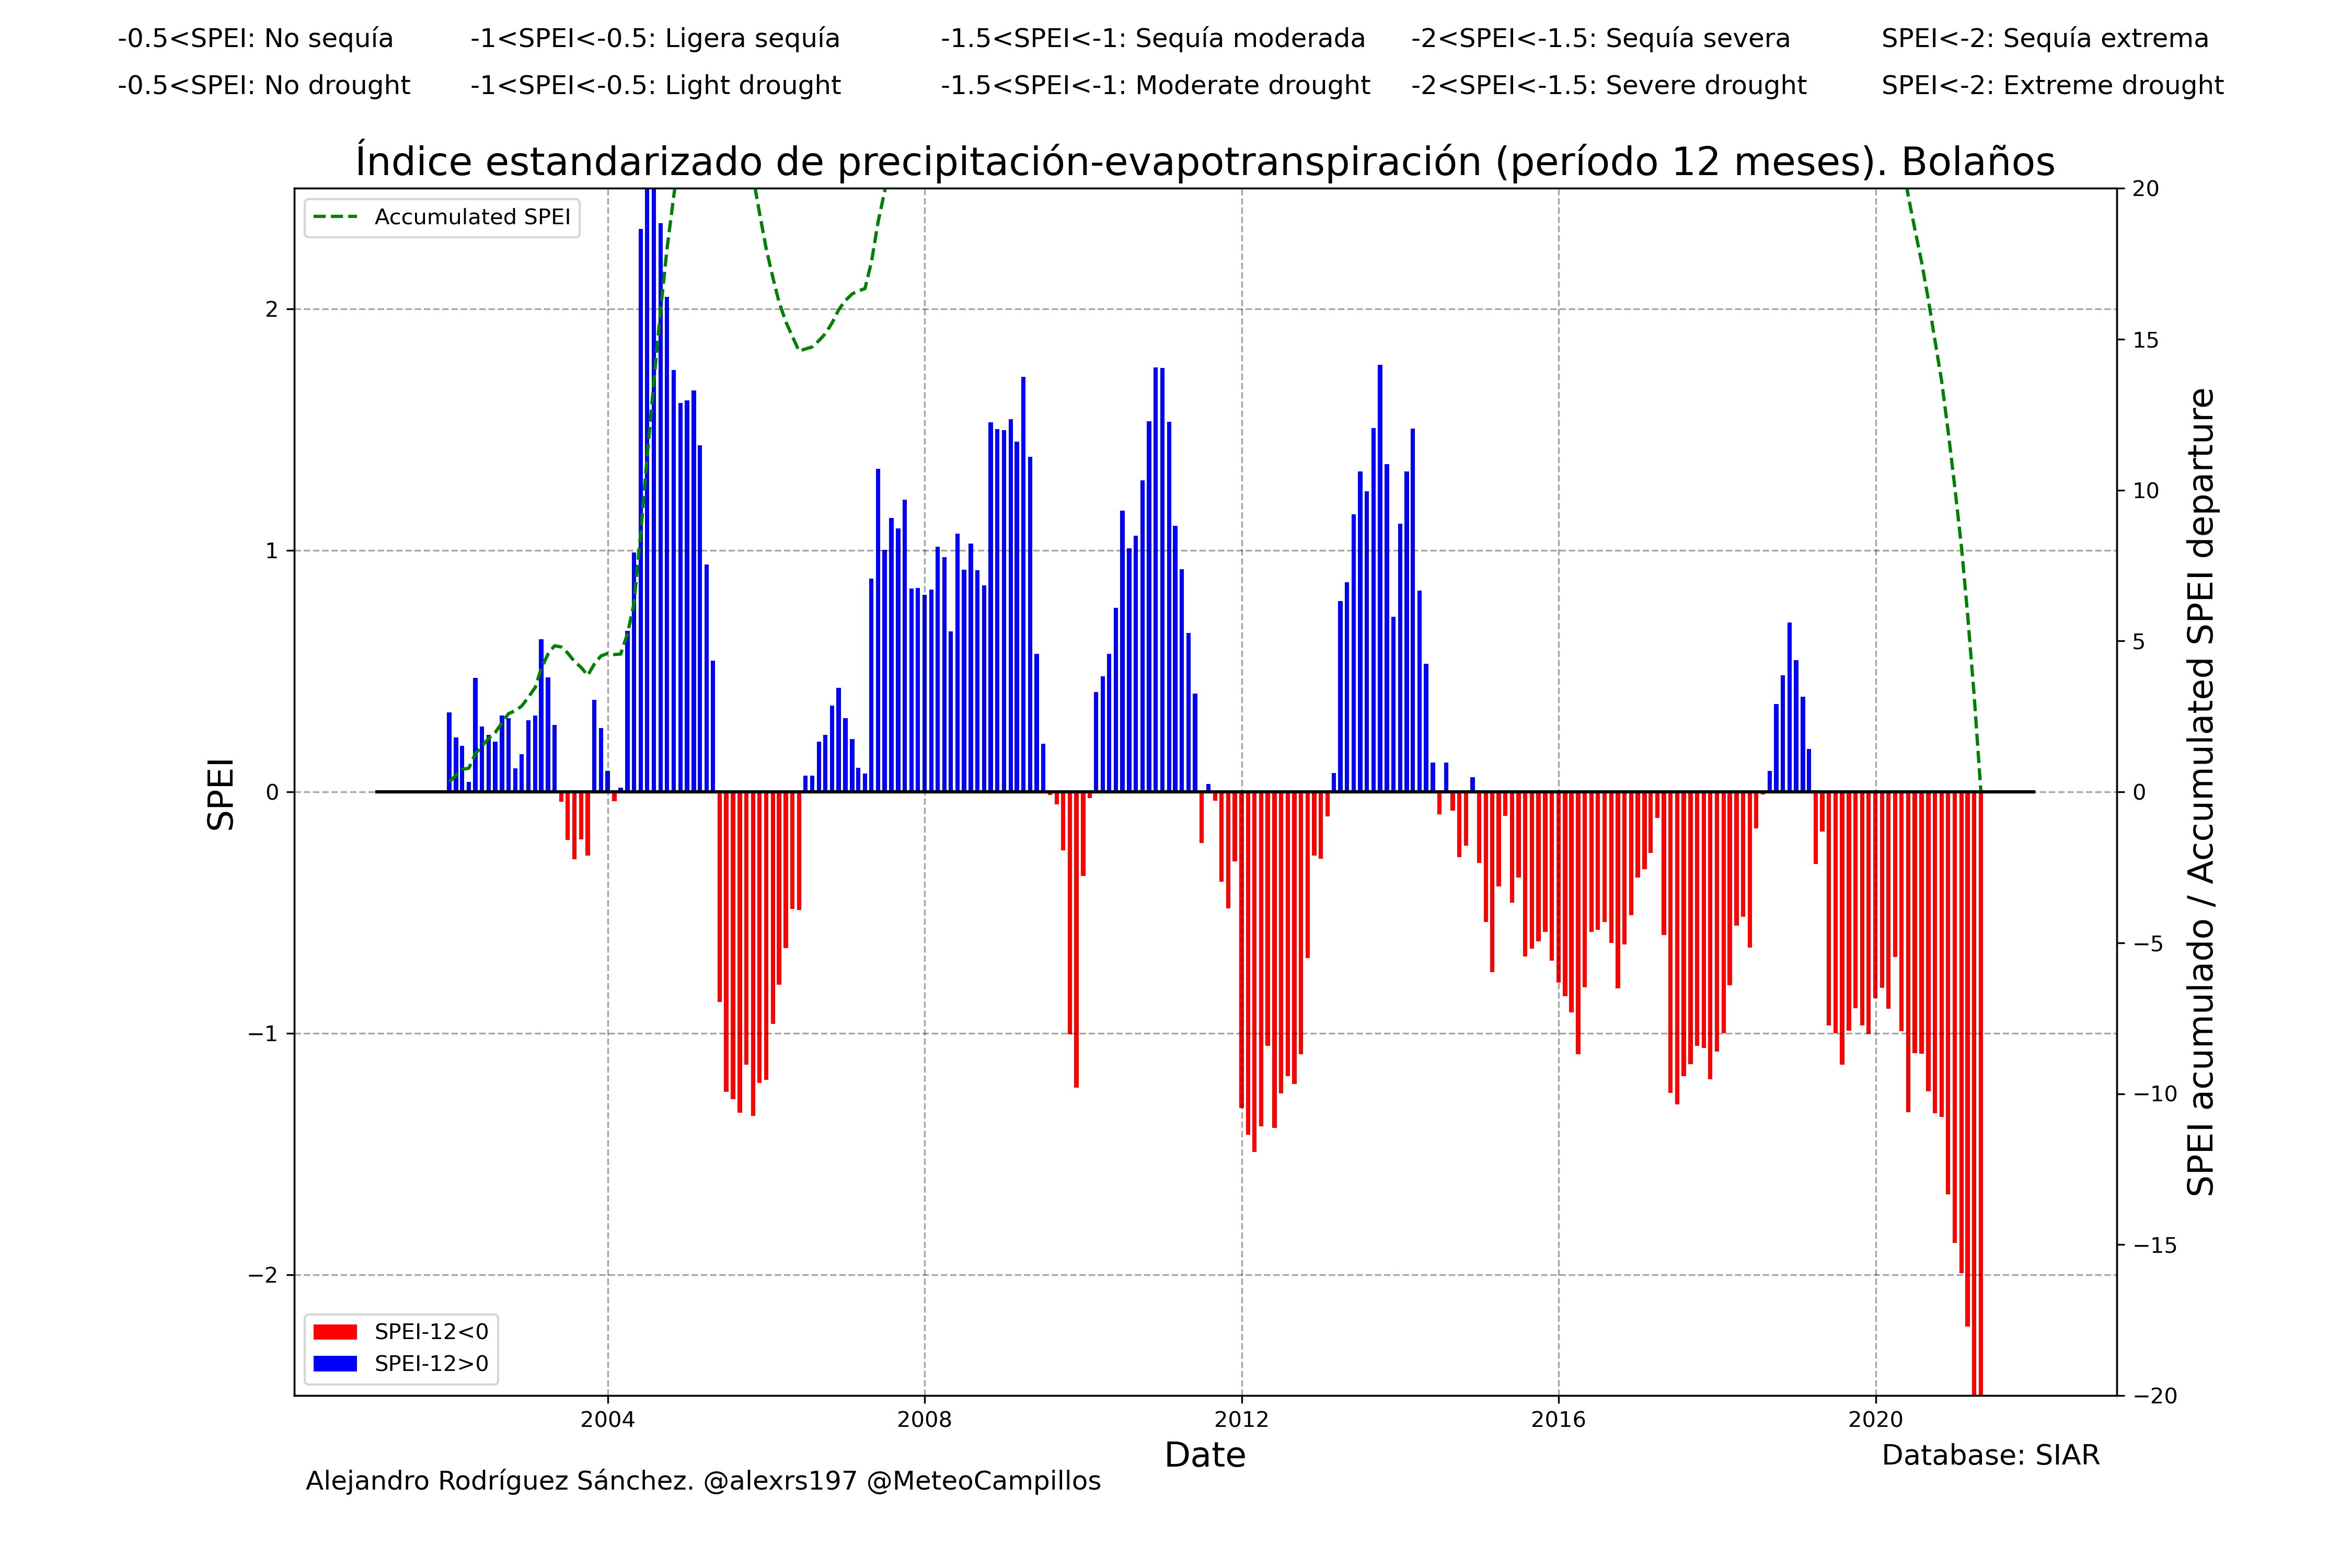 -0.5<SPEI: No sequía
-1<SPEI<-0.5: Ligera sequía
-1.5<SPEI<-1: Sequía moderada
-2<SPEI<-1.5: Sequía severa
SPEI<-2: Sequía extrema
-0.5<SPEI: No drought
-1<SPEI<-0.5: Light drought
-1.5<SPEI<-1: Moderate drought
-2<SPEI<-1.5: Severe drought
SPEI<-2: Extreme drought
Índice estandarizado de precipitación-evapotranspiración (período 12 meses). Bolaños
Accumulated SPEI
SPEI
2
1
0
−1
−2
20
15
10
5
0
−5
−10
−15
−20
SPEI acumulado / Accumulated SPEI departure
SPEI-12<0
SPEI-12>0
2004
2008
2012
2016
2020
Date
Database: SIAR
Alejandro Rodríguez Sánchez. @alexrs197 @MeteoCampillos